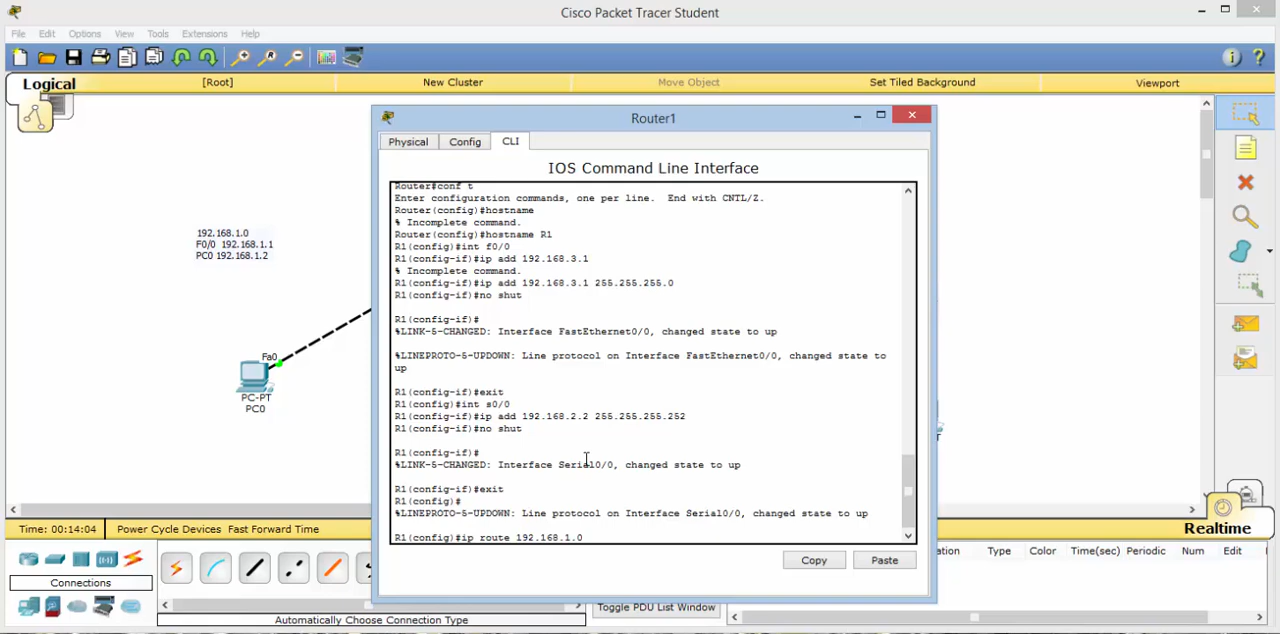 Cisco Packet Tracer Student
File Edit Options View Tools Extensions Help
Logical
[Root]
New Cluster
Move Object
Set Tiled Background
Viewport
192.168.1.0
F0/0 192.168.1.1
PC0 192.168.1.2
Fa0
PC-PT
PC0
Router1
Physical Config CLI
IOS Command Line Interface
Router#conf t
Enter configuration commands, one per line. End with CNTL/Z.
Router(config)#hostname
% Incomplete command.
Router(config)#hostname R1
R1(config)#int f0/0
R1(config-if)#ip add 192.168.3.1
% Incomplete command.
R1(config-if)#ip add 192.168.3.1 255.255.255.0
R1(config-if)#no shut
R1(config-if)#
%LINK-5-CHANGED: Interface FastEthernet0/0, changed state to up
%LINEPROTO-5-UPDOWN: Line protocol on Interface FastEthernet0/0, changed state to
up
R1(config-if)#exit
R1(config)#int s0/0
R1(config-if)#ip add 192.168.2.2 255.255.255.252
R1(config-if)#no shut
R1(config-if)#
%LINK-5-CHANGED: Interface Serial0/0, changed state to up
R1(config-if)#exit
R1(config)#
%LINEPROTO-5-UPDOWN: Line protocol on Interface Serial0/0, changed state to up
R1(config)#ip route 192.168.1.0
Copy Paste
T
Time: 00:14:04 Power Cycle Devices Fast Forward Time
Realtime
Connections
Automatically Choose Connection Type
Toggle PDU List Window
ation Type Color Time(sec) Periodic Num Edit